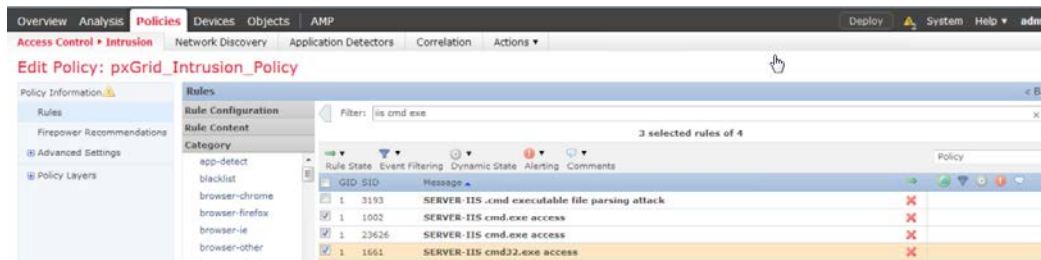 Overview Analysis Policies Devices Objects AMP Deploy System Help ▾ adm
Access Control ▸ Intrusion Network Discovery Application Detectors Correlation Actions ▾
Edit Policy: pxGrid_Intrusion_Policy
Policy Information Rules < B
Rules Rule Configuration Filter: iis cmd exe
Firepower Recommendations Rule Content 3 selected rules of 4
Advanced Settings Category
Policy Layers app-detect Rule State Event Filtering Dynamic State Alerting Comments Policy
blacklist GID SID Message
browser-chrome 1 3193 SERVER-IIS .cmd executable file parsing attack
browser-firefox 1 1002 SERVER-IIS cmd.exe access
browser-ie 1 23626 SERVER-IIS cmd.exe access
browser-other 1 1661 SERVER-IIS cmd32.exe access